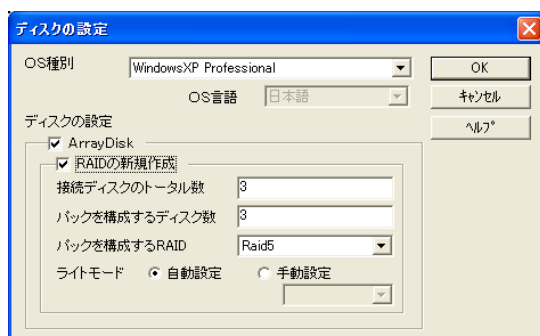 ディスクの設定
OS種別 WindowsXP Professional OK
OS言語 日本語 キャンセル
ディスクの設定 ヘルプ
ArrayDisk
RAIDの新規作成
接続ディスクのトータル数 3
パックを構成するディスク数 3
パックを構成するRAID Raid5
ライトモード 自動設定 手動設定